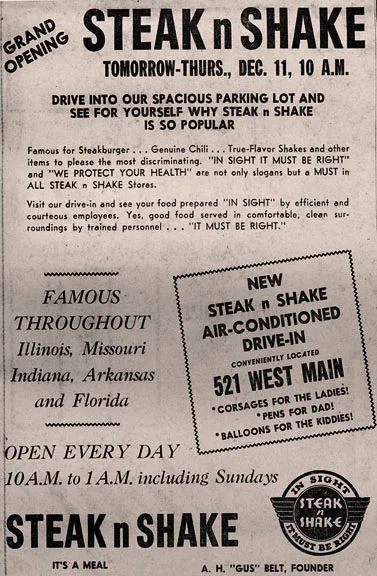 GRAND
OPENING
STEAK n SHAKE
TOMORROW-THURS., DEC. 11, 10 A.M.
DRIVE INTO OUR SPACIOUS PARKING LOT AND
SEE FOR YOURSELF WHY STEAK n SHAKE
IS SO POPULAR
Famous for Steakburger . . . Genuine Chili . . . True-Flavor Shakes and other
items to please the most discriminating. "IN SIGHT IT MUST BE RIGHT"
and "WE PROTECT YOUR HEALTH" are not only slogans but a MUST in
ALL STEAK n SHAKE Stores.
Visit our drive-in and see your food prepared "IN SIGHT" by efficient and
courteous employees. Yes, good food served in comfortable, clean sur-
roundings by trained personnel . . . "IT MUST BE RIGHT."
FAMOUS
THROUGHOUT
Illinois, Missouri
Indiana, Arkansas
and Florida
NEW
STEAK n SHAKE
AIR-CONDITIONED
DRIVE-IN
CONVENIENTLY LOCATED
521 WEST MAIN
*CORSAGES FOR THE LADIES!
*PENS FOR DAD!
*BALLOONS FOR THE KIDDIES!
OPEN EVERY DAY
10 A.M. to 1 A.M. including Sundays
IN SIGHT
STEAK
n
SHAKE
IT MUST BE RIGHT
STEAK n SHAKE
IT'S A MEAL
A. H. "GUS" BELT, FOUNDER